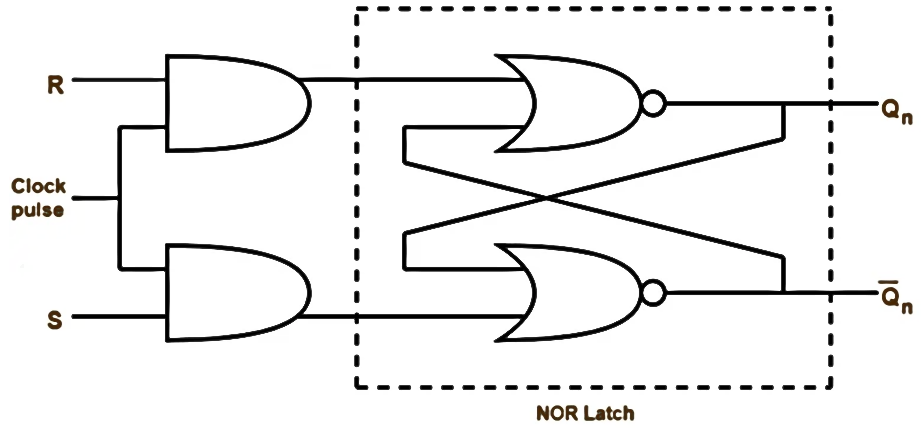 R
Qₙ
Clock
pulse
S
Q̅ₙ
NOR Latch